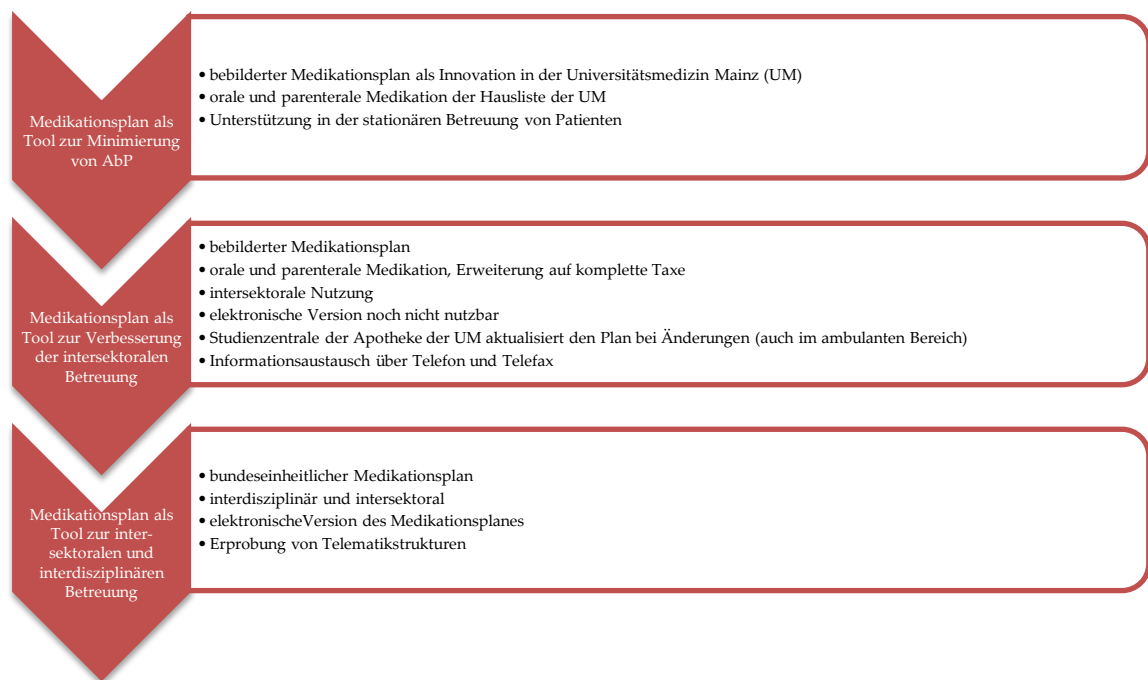 Medikationsplan als
Tool zur Minimierung
von AbP
• bebilderter Medikationsplan als Innovation in der Universitätsmedizin Mainz (UM)
• orale und parenterale Medikation der Hausliste der UM
• Unterstützung in der stationären Betreuung von Patienten
Medikationsplan als
Tool zur Verbesserung
der intersektoralen
Betreuung
• bebilderter Medikationsplan
• orale und parenterale Medikation, Erweiterung auf komplette Taxe
• intersektorale Nutzung
• elektronische Version noch nicht nutzbar
• Studienzentrale der Apotheke der UM aktualisiert den Plan bei Änderungen (auch im ambulanten Bereich)
• Informationsaustausch über Telefon und Telefax
Medikationsplan als
Tool zur inter-
sektoralen und
interdisziplinären
Betreuung
• bundeseinheitlicher Medikationsplan
• interdisziplinär und intersektoral
• elektronischeVersion des Medikationsplanes
• Erprobung von Telematikstrukturen